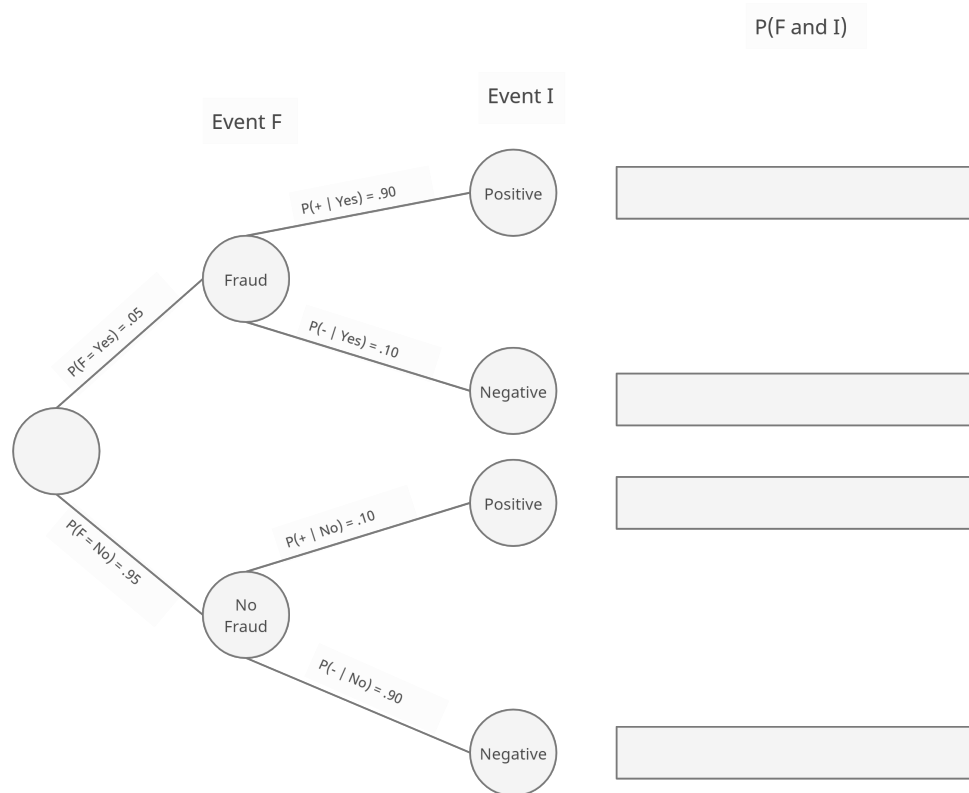 P(F and I)
Event I
Event F
P(+ | Yes) = .90
Positive
Fraud
P(F = Yes) = .05
P(- | Yes) = .10
Negative
P(+ | No) = .10
Positive
P(F = No) = .95
No
Fraud
P(- | No) = .90
Negative